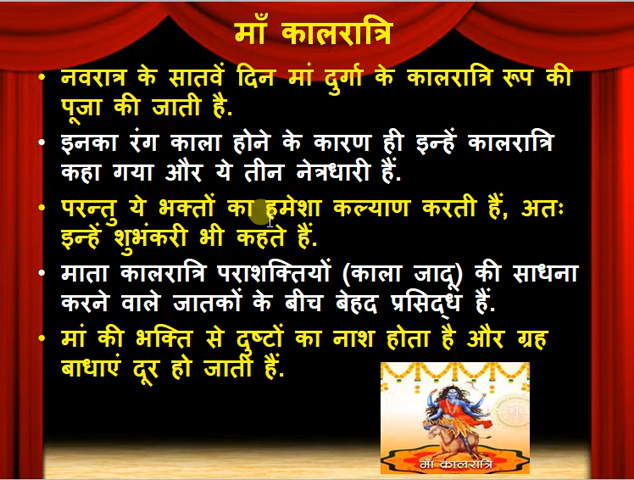 माँ कालरात्रि
• नवरात्र के सातवें दिन मां दुर्गा के कालरात्रि रूप की
पूजा की जाती है.
• इनका रंग काला होने के कारण ही इन्हें कालरात्रि
कहा गया और ये तीन नेत्रधारी हैं.
• परन्तु ये भक्तों का हमेशा कल्याण करती हैं, अतः
इन्हें शुभंकरी भी कहते हैं.
• माता कालरात्रि पराशक्तियों (काला जादू) की साधना
करने वाले जातकों के बीच बेहद प्रसिद्ध हैं.
• मां की भक्ति से दुष्टों का नाश होता है और ग्रह
बाधाएं दूर हो जाती हैं.
माँ कालरात्रि